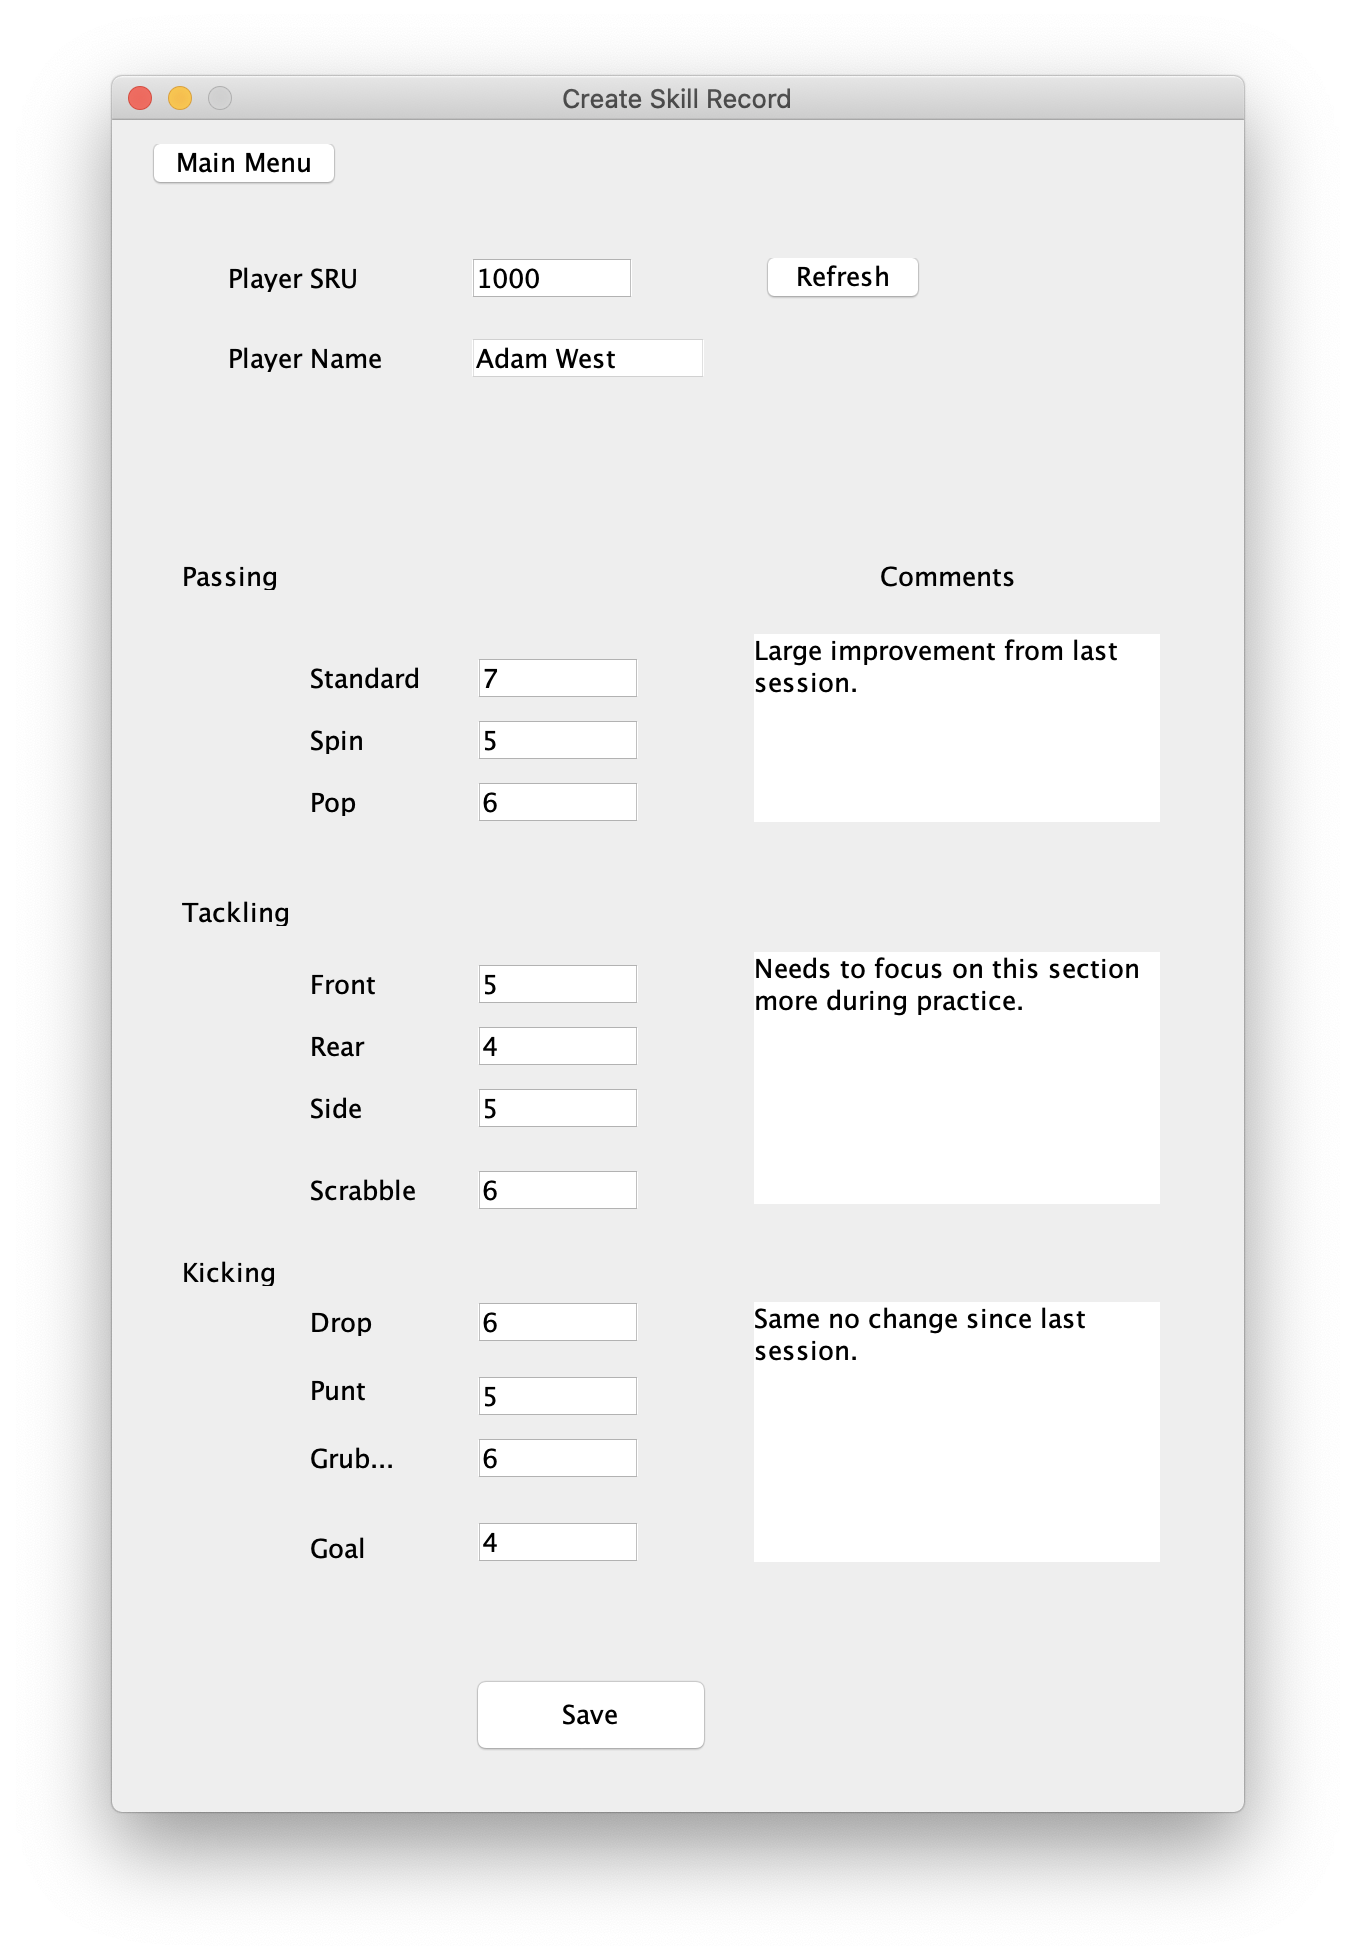 Create Skill Record
Main Menu
Player SRU 1000 Refresh
Player Name Adam West
Passing Comments
Standard 7
Spin 5
Pop 6
Large improvement from last
session.
Tackling
Front 5
Rear 4
Side 5
Scrabble 6
Needs to focus on this section
more during practice.
Kicking
Drop 6
Punt 5
Grub... 6
Goal 4
Same no change since last
session.
Save